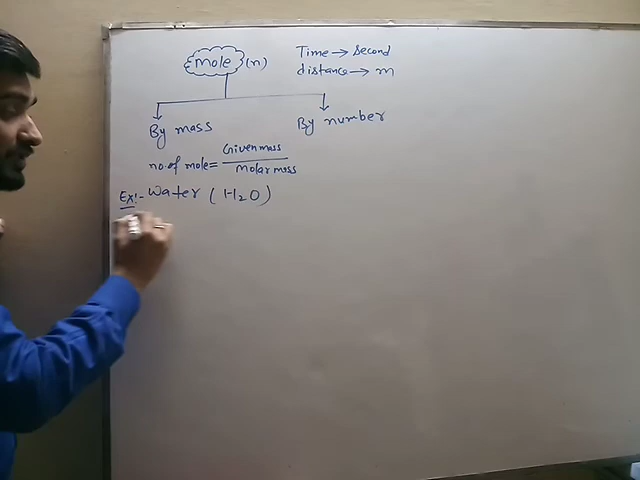 mole (n)
Time → Second
distance → m
By mass
By number
no. of mole = Given mass / Molar mass
Ex:- Water ( H₂O )